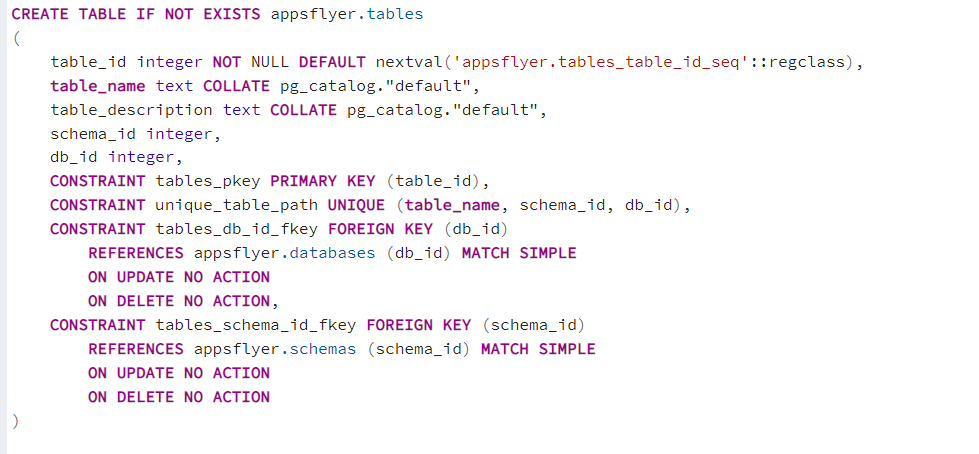 CREATE TABLE IF NOT EXISTS appsflyer.tables
(
    table_id integer NOT NULL DEFAULT nextval('appsflyer.tables_table_id_seq'::regclass),
    table_name text COLLATE pg_catalog."default",
    table_description text COLLATE pg_catalog."default",
    schema_id integer,
    db_id integer,
    CONSTRAINT tables_pkey PRIMARY KEY (table_id),
    CONSTRAINT unique_table_path UNIQUE (table_name, schema_id, db_id),
    CONSTRAINT tables_db_id_fkey FOREIGN KEY (db_id)
        REFERENCES appsflyer.databases (db_id) MATCH SIMPLE
        ON UPDATE NO ACTION
        ON DELETE NO ACTION,
    CONSTRAINT tables_schema_id_fkey FOREIGN KEY (schema_id)
        REFERENCES appsflyer.schemas (schema_id) MATCH SIMPLE
        ON UPDATE NO ACTION
        ON DELETE NO ACTION
)